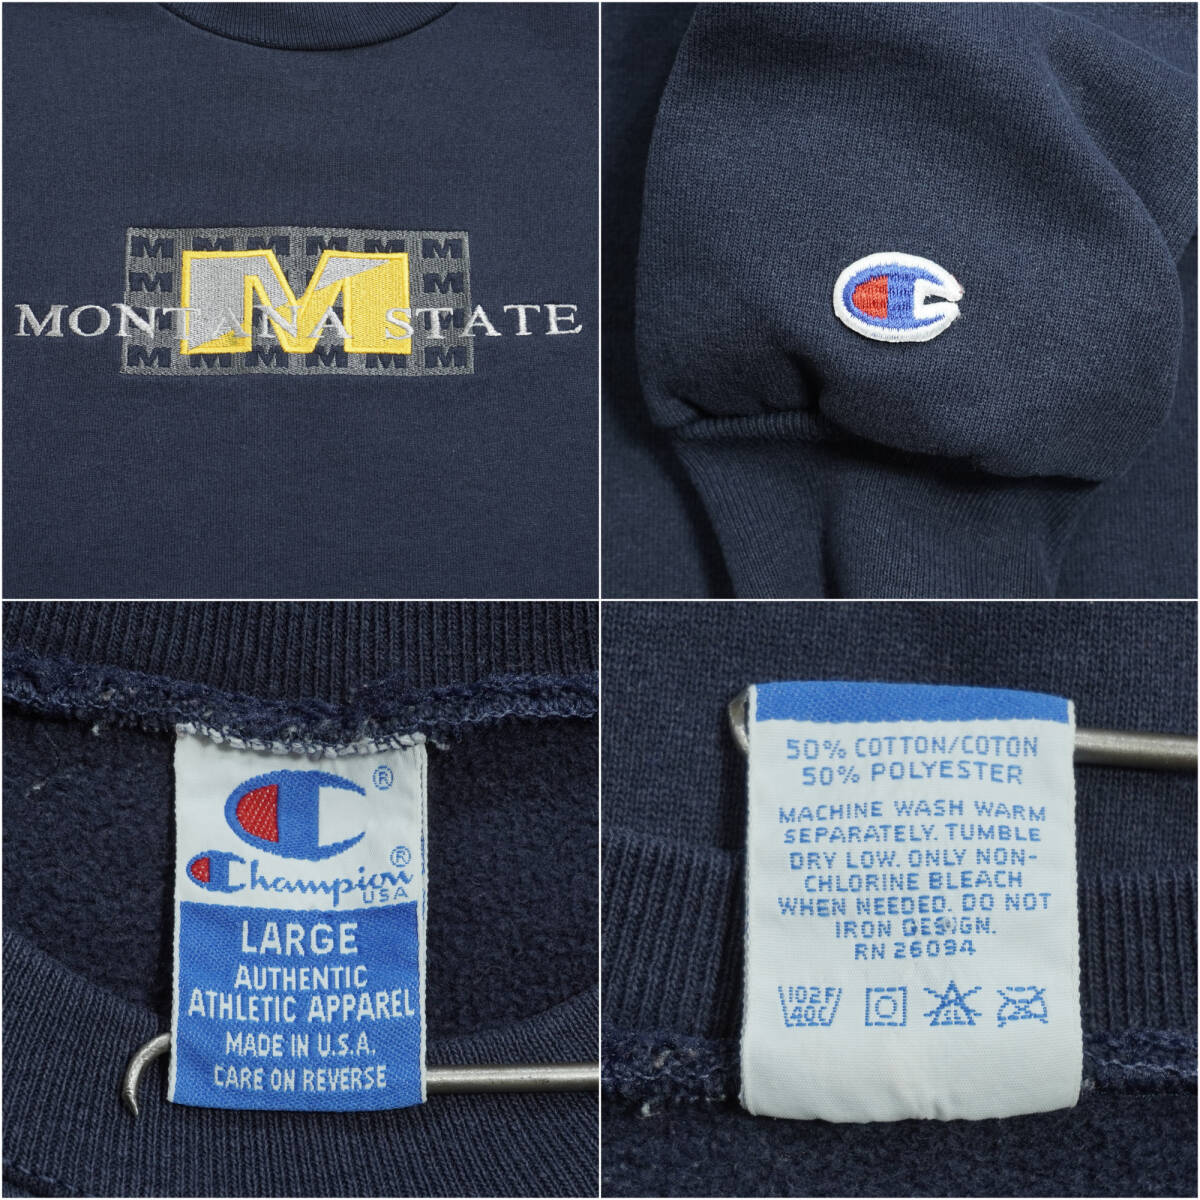 M M M M M M
M M
M
MONTANA STATE
M M M M M M
C
C ®
Champion ®
USA
LARGE
AUTHENTIC
ATHLETIC APPAREL
MADE IN U.S.A.
CARE ON REVERSE
50% COTTON/COTON
50% POLYESTER
MACHINE WASH WARM
SEPARATELY. TUMBLE
DRY LOW. ONLY NON-
CHLORINE BLEACH
WHEN NEEDED. DO NOT
IRON DESIGN.
RN 26094
102F
40C